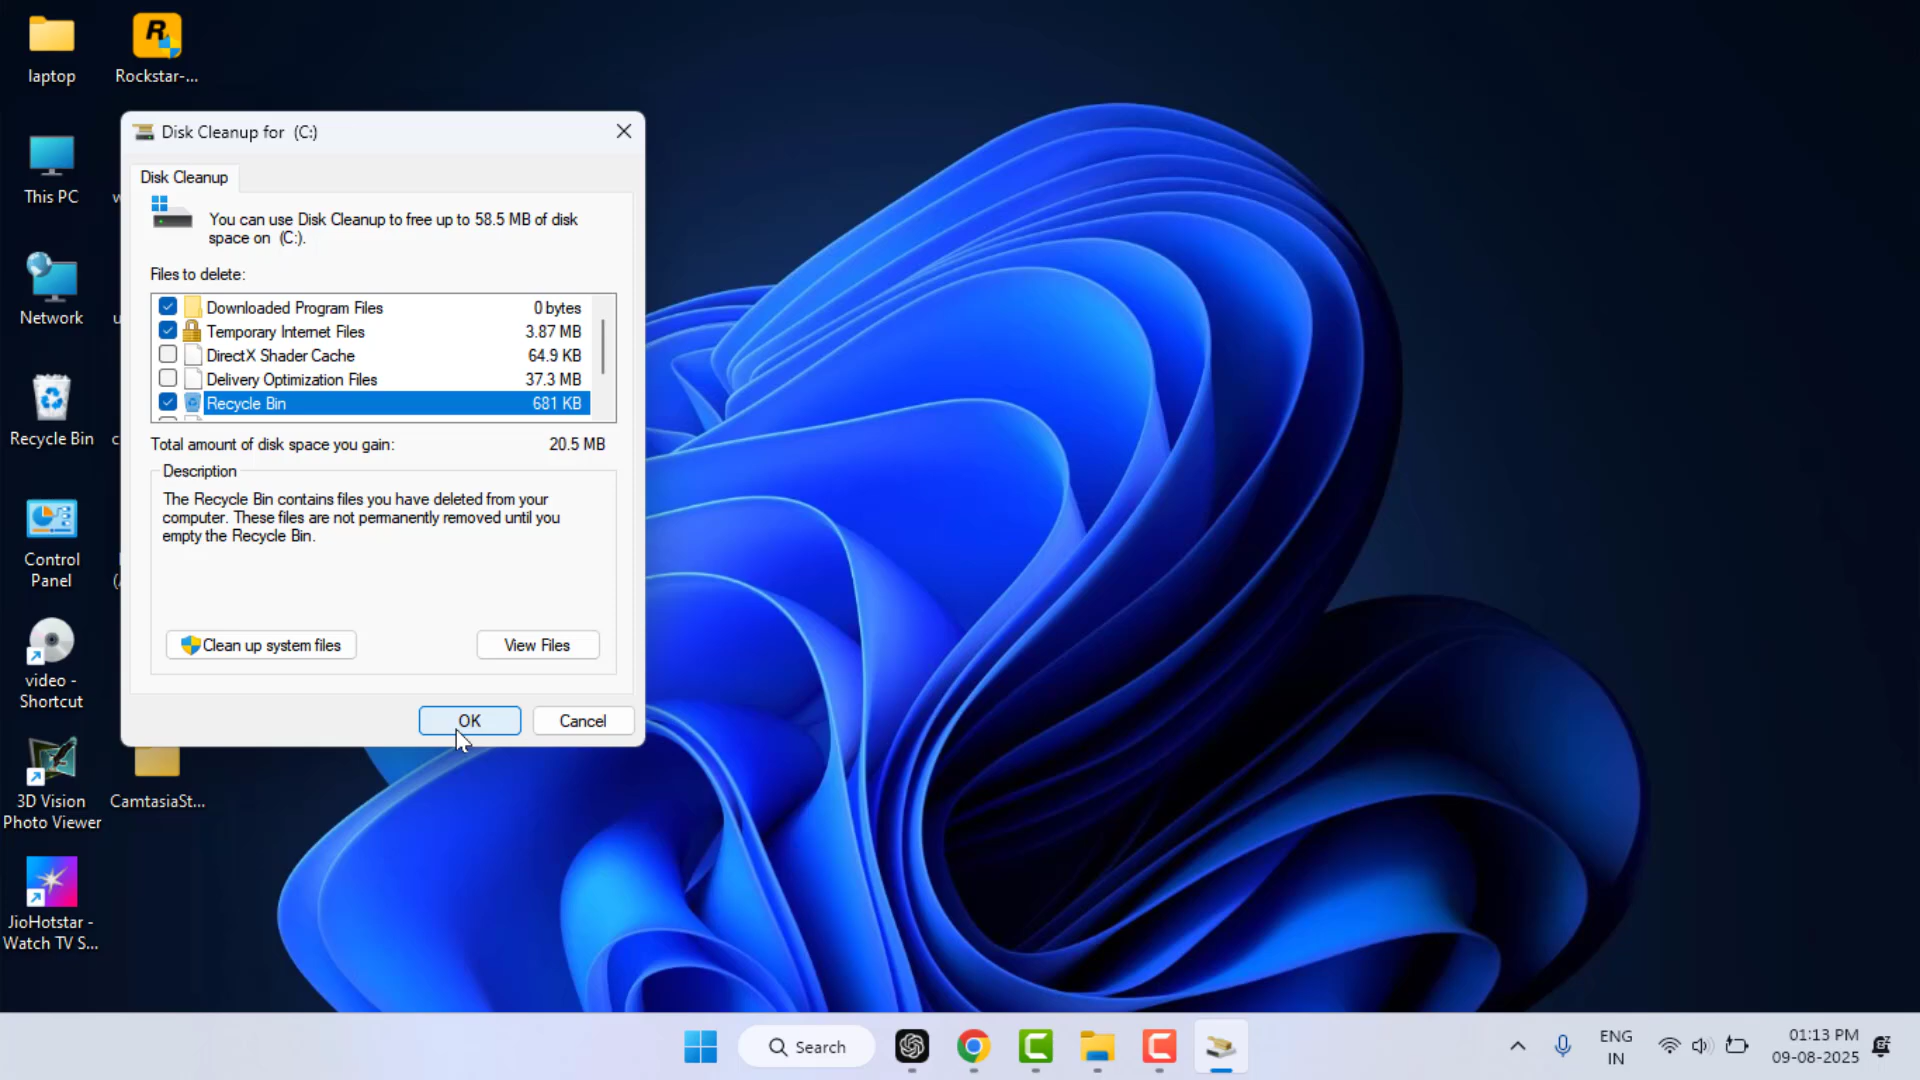 laptop
Rockstar-...
This PC
Network
Recycle Bin
Control
Panel
video -
Shortcut
3D Vision
Photo Viewer
CamtasiaSt...
JioHotstar -
Watch TV S...
Disk Cleanup for (C:)
Disk Cleanup
You can use Disk Cleanup to free up to 58.5 MB of disk
space on (C:).
Files to delete:
Downloaded Program Files 0 bytes
Temporary Internet Files 3.87 MB
DirectX Shader Cache 64.9 KB
Delivery Optimization Files 37.3 MB
Recycle Bin 681 KB
Total amount of disk space you gain: 20.5 MB
Description
The Recycle Bin contains files you have deleted from your
computer. These files are not permanently removed until you
empty the Recycle Bin.
Clean up system files
View Files
OK
Cancel
Search
ENG
IN
01:13 PM
09-08-2025